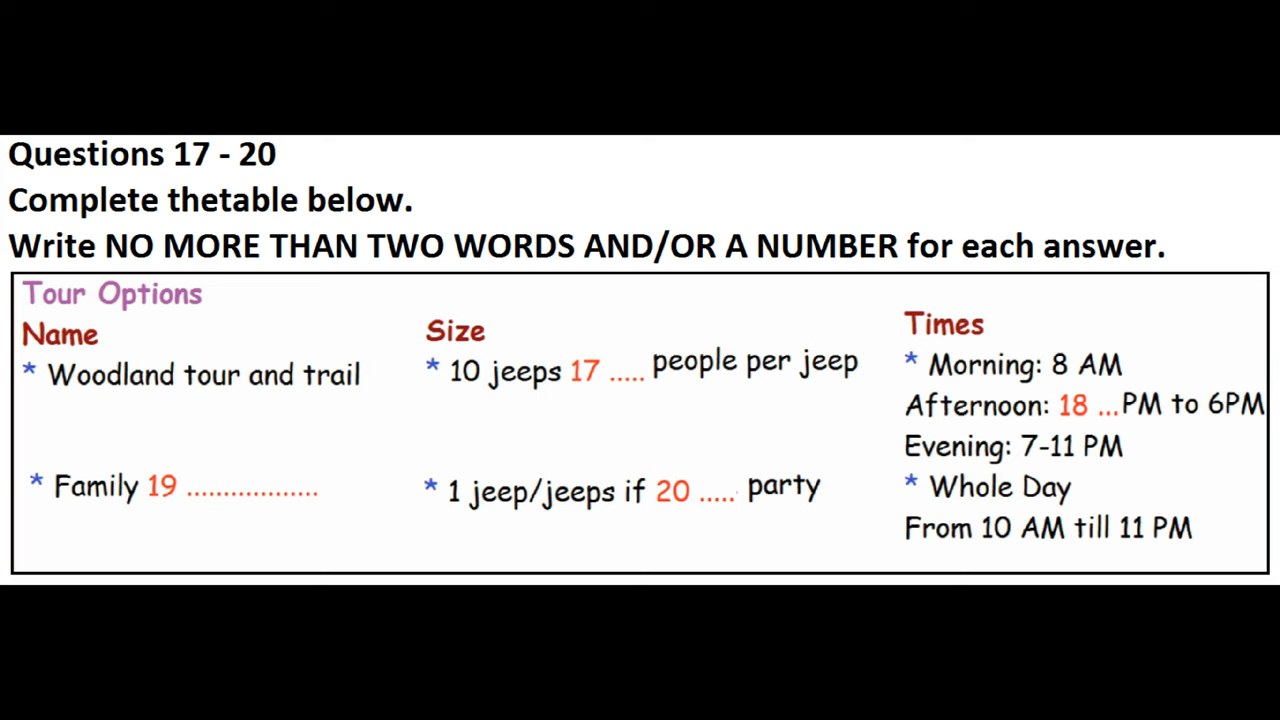 Questions 17 - 20
Complete thetable below.
Write NO MORE THAN TWO WORDS AND/OR A NUMBER for each answer.
Tour Options
Name
* Woodland tour and trail
* Family 19 ..................
Size
* 10 jeeps 17 ..... people per jeep
* 1 jeep/jeeps if 20 ..... party
Times
* Morning: 8 AM
Afternoon: 18 ... PM to 6PM
Evening: 7-11 PM
* Whole Day
From 10 AM till 11 PM